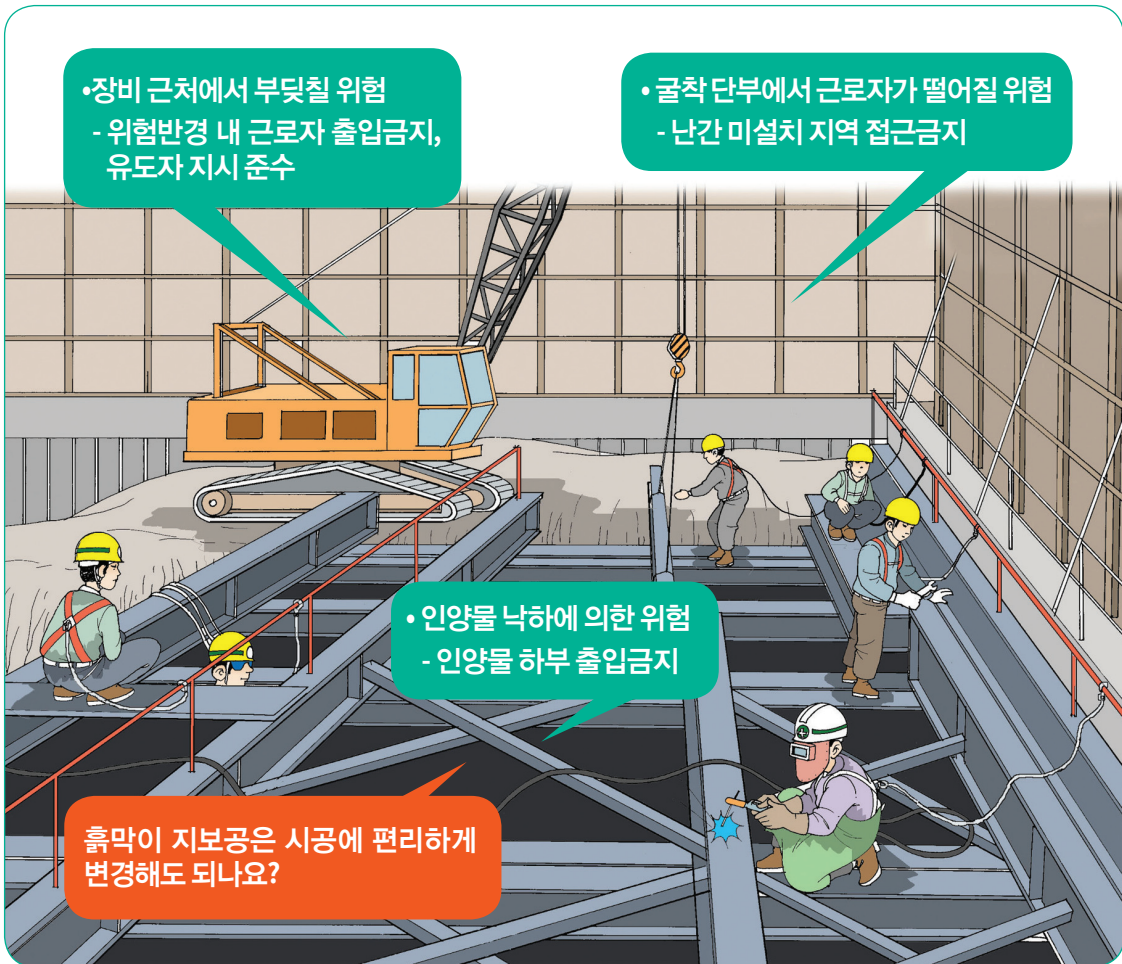 •장비 근처에서 부딪칠 위험
- 위험반경 내 근로자 출입금지,
유도자 지시 준수
• 굴착 단부에서 근로자가 떨어질 위험
- 난간 미설치 지역 접근금지
• 인양물 낙하에 의한 위험
- 인양물 하부 출입금지
흙막이 지보공은 시공에 편리하게
변경해도 되나요?